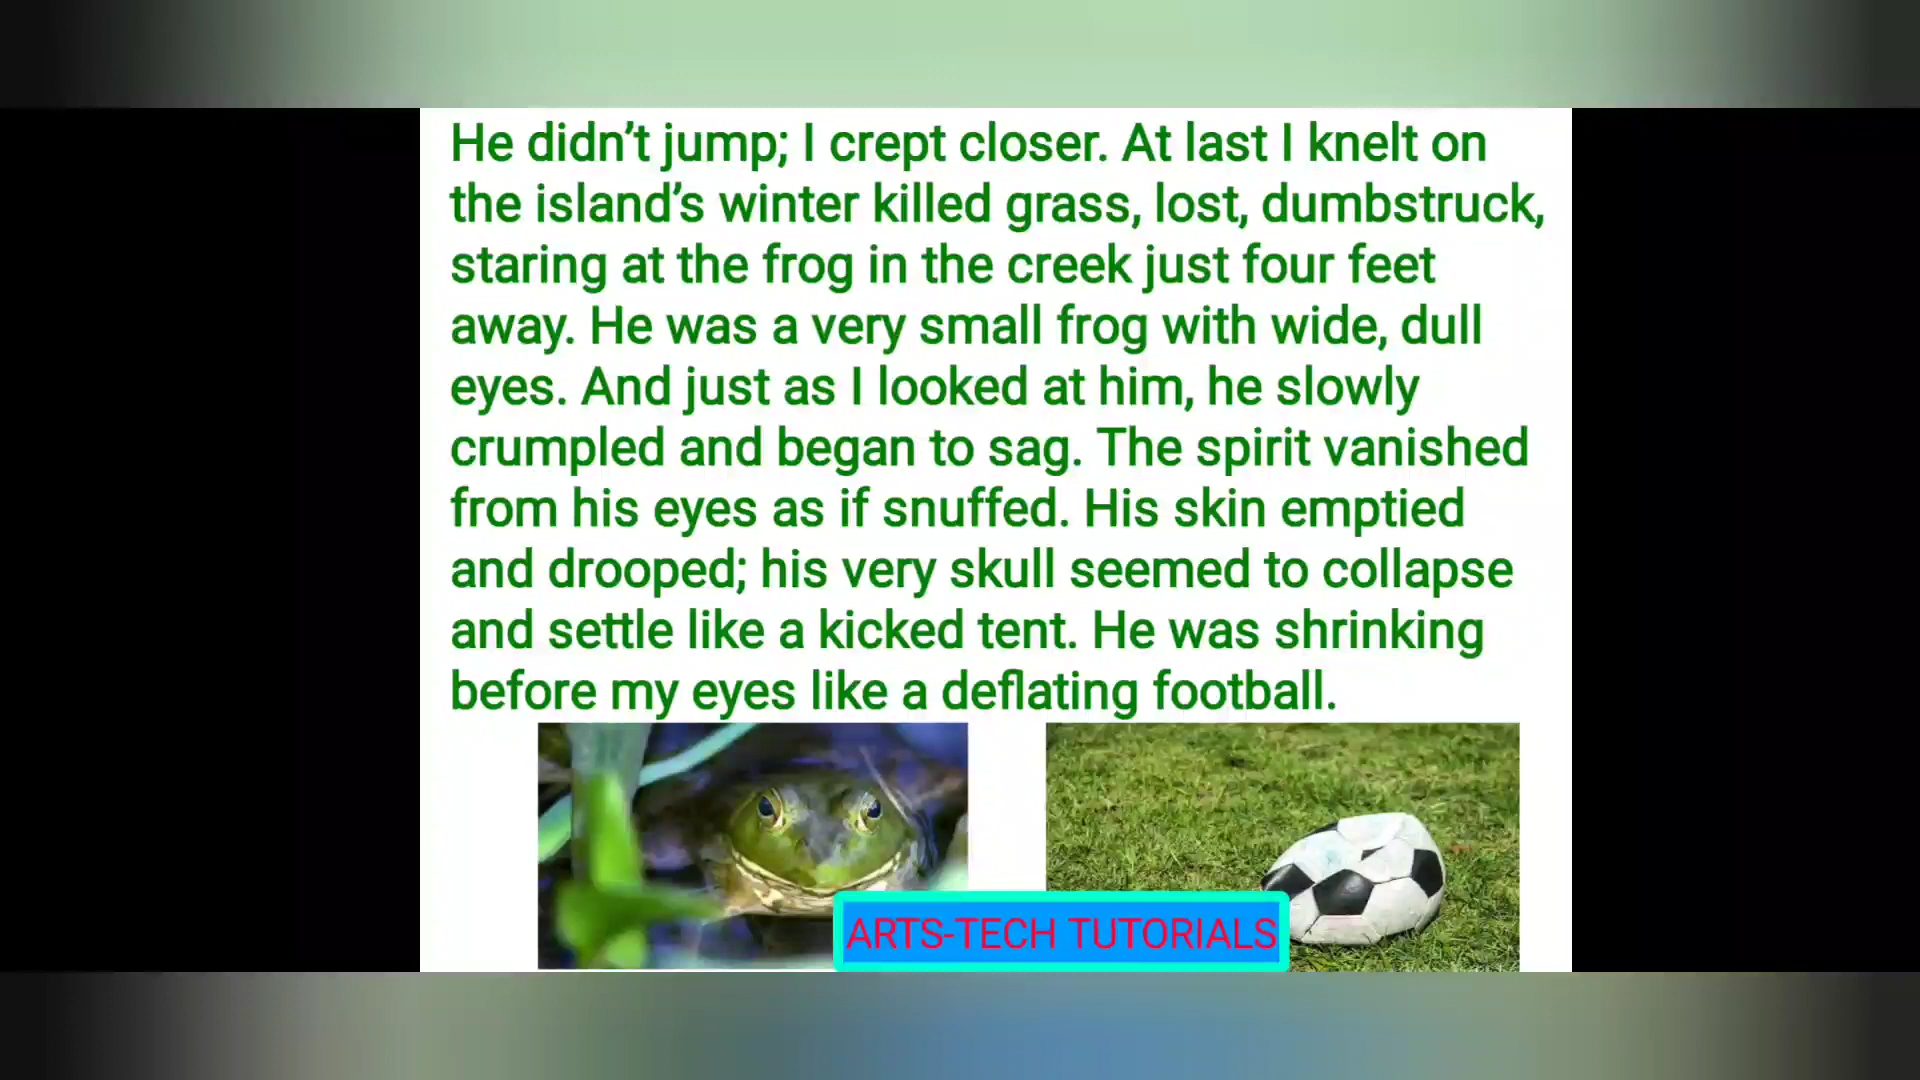 He didn’t jump; I crept closer. At last I knelt on
the island’s winter killed grass, lost, dumbstruck,
staring at the frog in the creek just four feet
away. He was a very small frog with wide, dull
eyes. And just as I looked at him, he slowly
crumpled and began to sag. The spirit vanished
from his eyes as if snuffed. His skin emptied
and drooped; his very skull seemed to collapse
and settle like a kicked tent. He was shrinking
before my eyes like a deflating football.
ARTS-TECH TUTORIALS